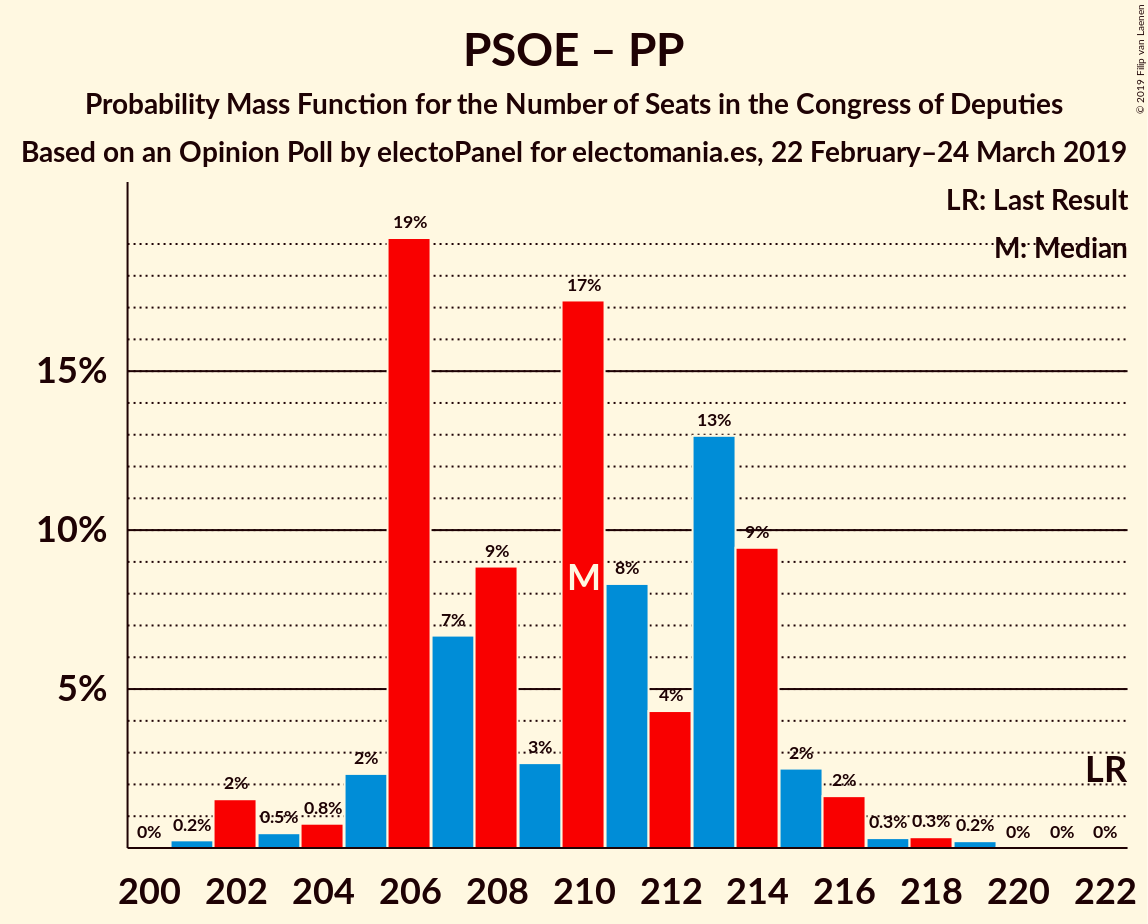 PSOE – PP
Probability Mass Function for the Number of Seats in the Congress of Deputies
Based on an Opinion Poll by electoPanel for electomania.es, 22 February–24 March 2019
© 2019 Filip van Laenen
LR: Last Result
M: Median
15%
10%
5%
0%
0.2%
2%
0.5%
0.8%
2%
19%
7%
9%
3%
17%
8%
4%
13%
9%
2%
2%
0.3%
0.3%
0.2%
0%
0%
0%
M
LR
200 202 204 206 208 210 212 214 216 218 220 222